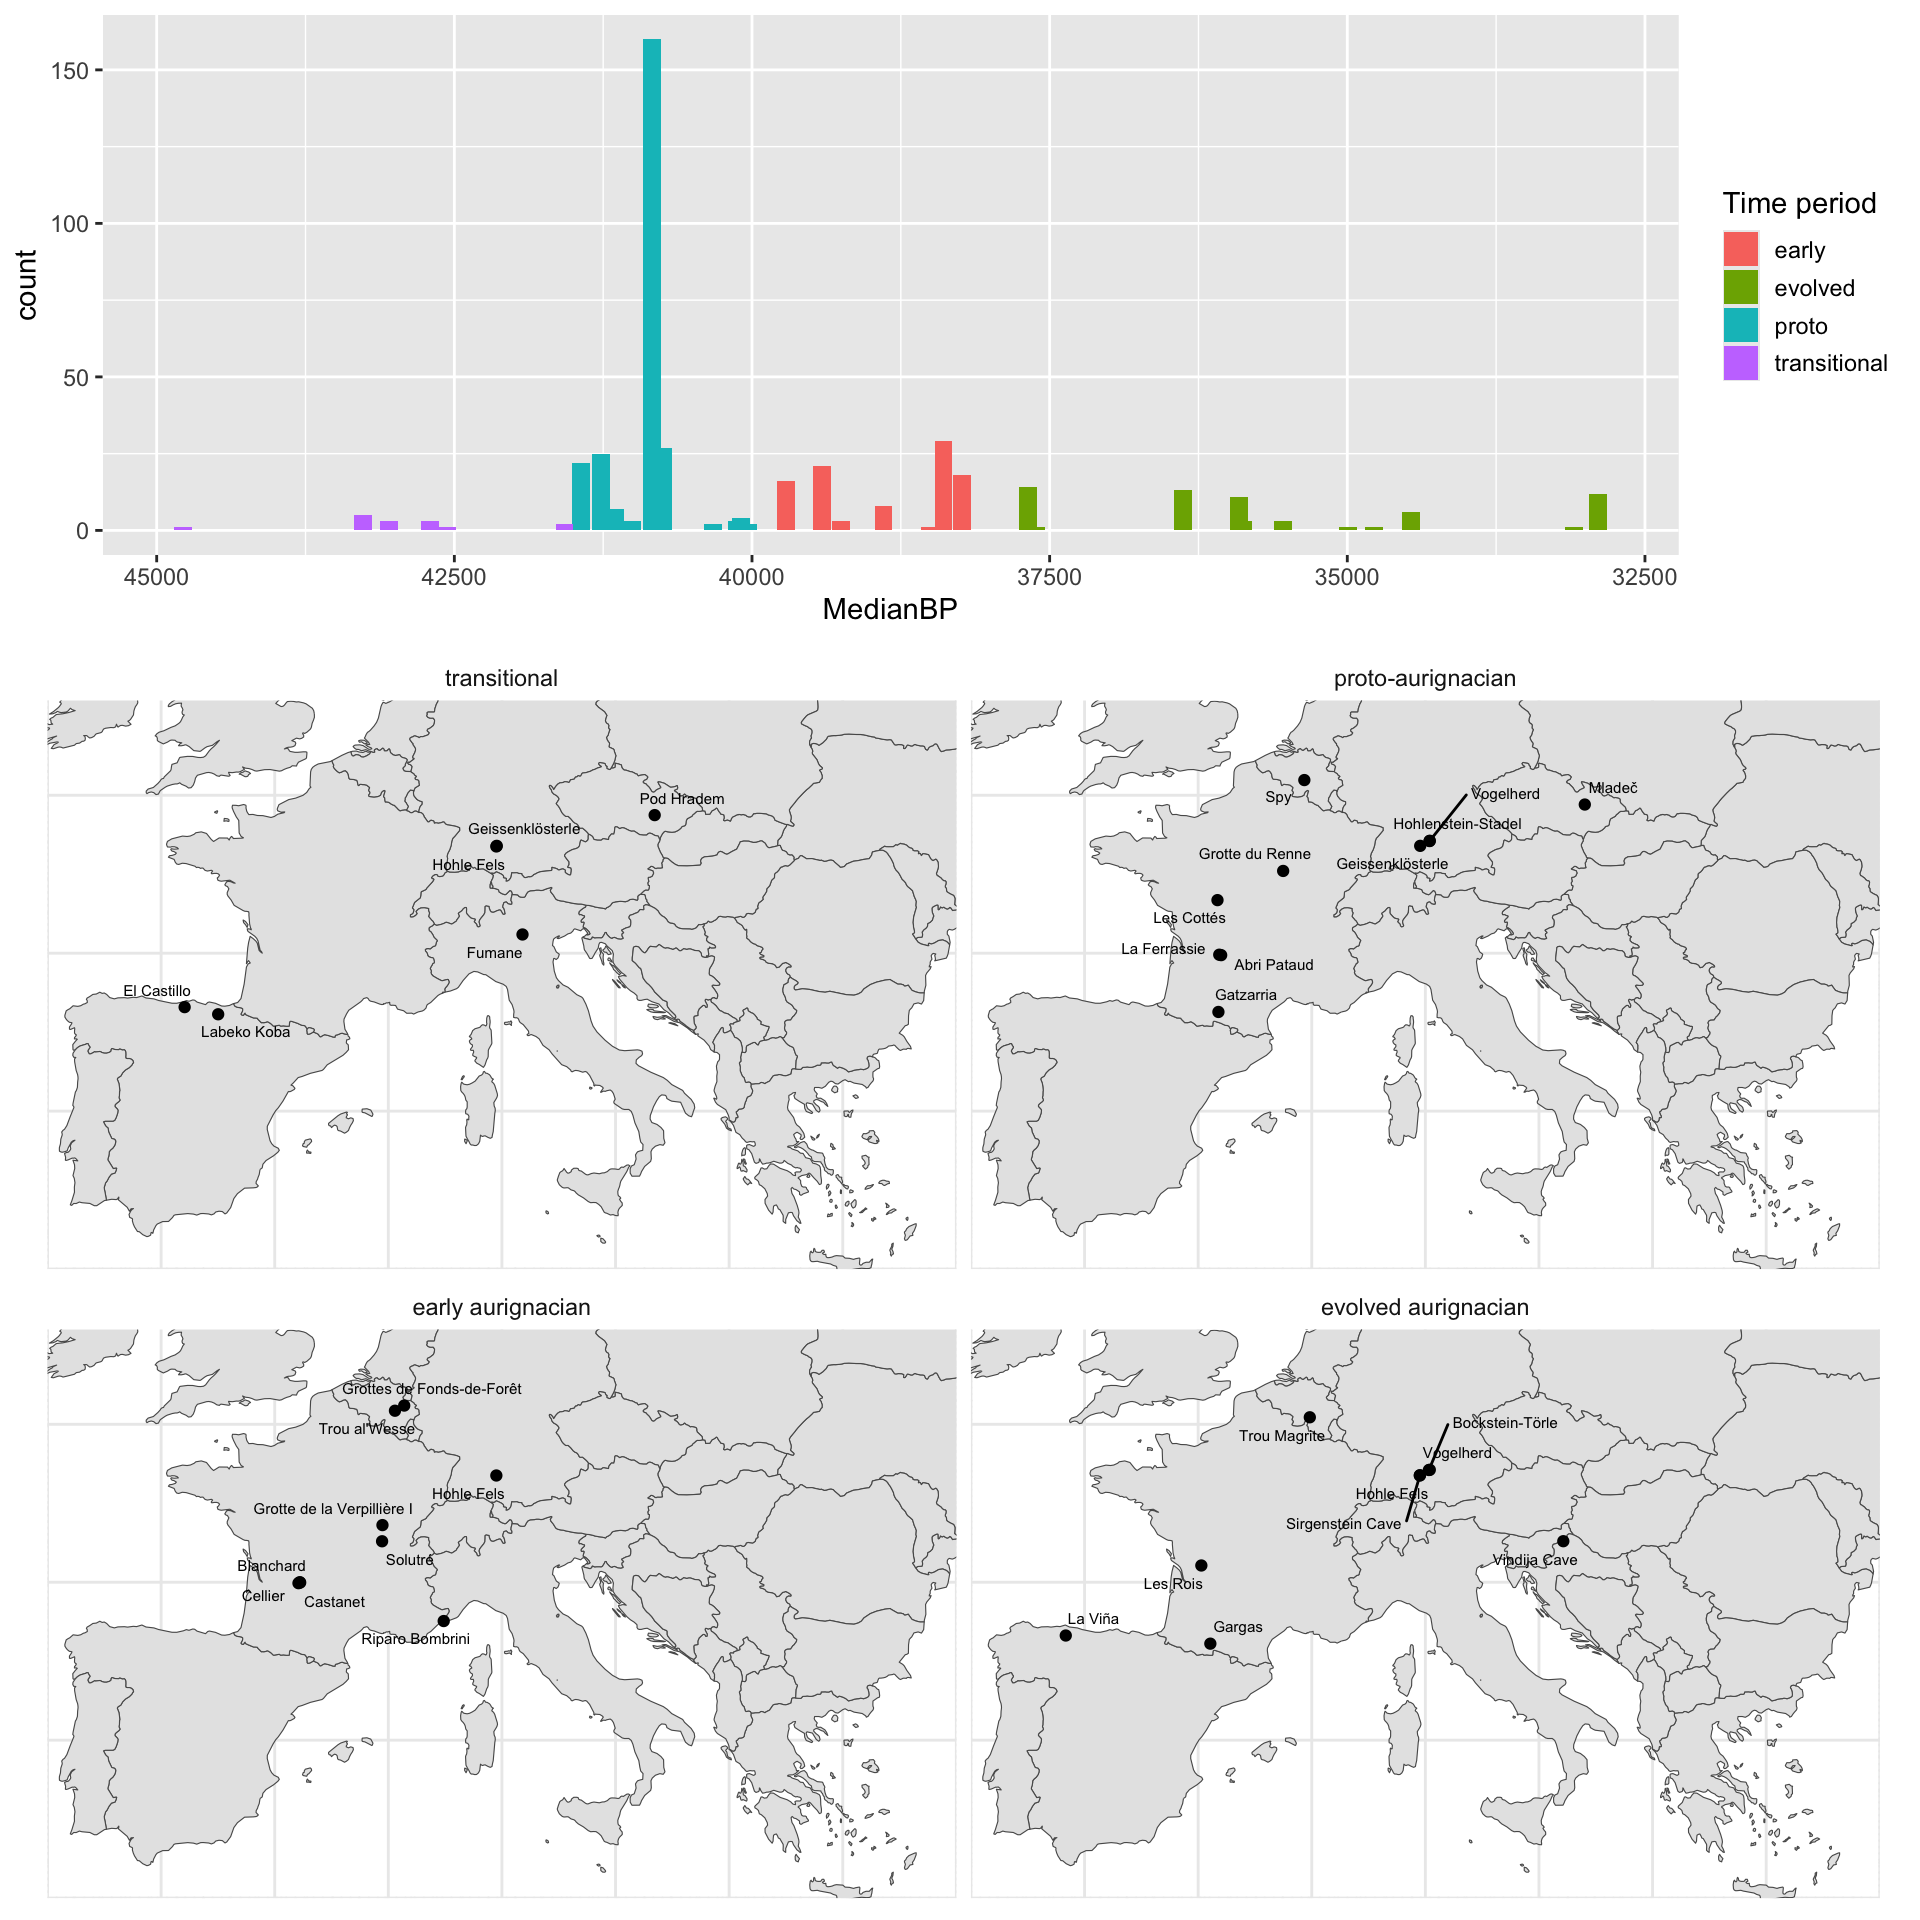 150
100
50
0
count
45000
42500
40000
37500
35000
32500
MedianBP
Time period
early
evolved
proto
transitional
transitional
Pod Hradem
Geissenklösterle
Hohle Fels
Fumane
El Castillo
Labeko Koba
proto-aurignacian
Spy
Vogelherd
Mladeč
Hohlenstein-Stadel
Grotte du Renne
Geissenklösterle
Les Cottés
La Ferrassie
Abri Pataud
Gatzarria
early aurignacian
Grottes de Fonds-de-Forêt
Trou al'Wesse
Hohle Fels
Grotte de la Verpillière I
Solutré
Blanchard
Cellier
Castanet
Riparo Bombrini
evolved aurignacian
Trou Magrite
Bockstein-Törle
Vogelherd
Hohle Fels
Sirgenstein Cave
Vindija Cave
Les Rois
La Viña
Gargas